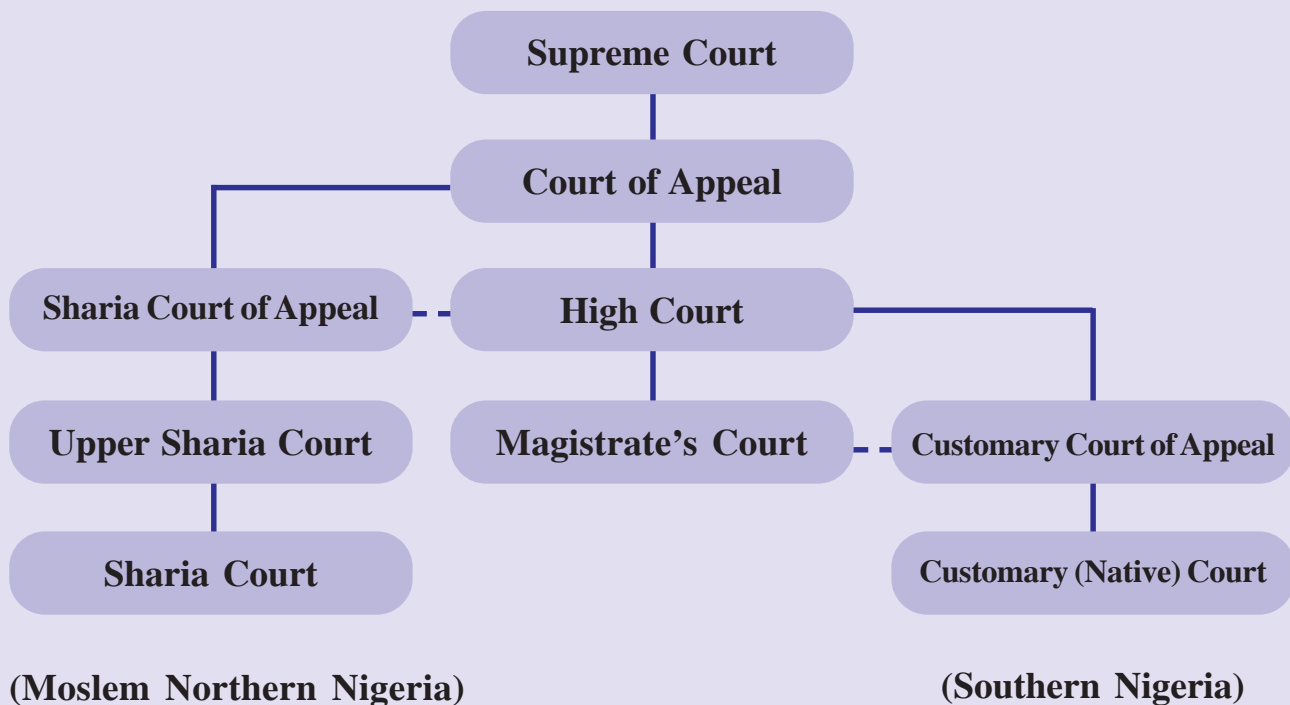 Supreme Court
Court of Appeal
Sharia Court of Appeal
High Court
Upper Sharia Court
Magistrate's Court
Customary Court of Appeal
Sharia Court
Customary (Native) Court
(Moslem Northern Nigeria)
(Southern Nigeria)